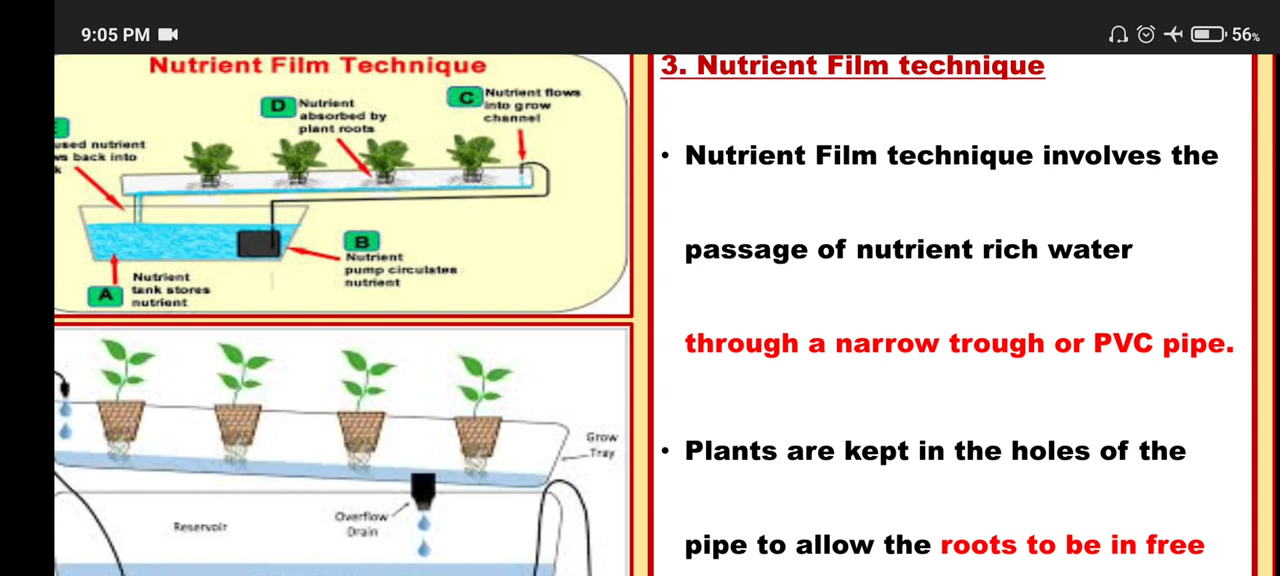 9:05 PM
56%
Nutrient Film Technique
D
Nutrient
absorbed by
plant roots
C
Nutrient flows
into grow
channel
used nutrient
back into
B
Nutrient
pump circulates
nutrient
A
Nutrient
tank stores
nutrient
Grow
Tray
Reservoir
Overflow
Drain
3. Nutrient Film technique
• Nutrient Film technique involves the
passage of nutrient rich water
through a narrow trough or PVC pipe.
• Plants are kept in the holes of the
pipe to allow the roots to be in free